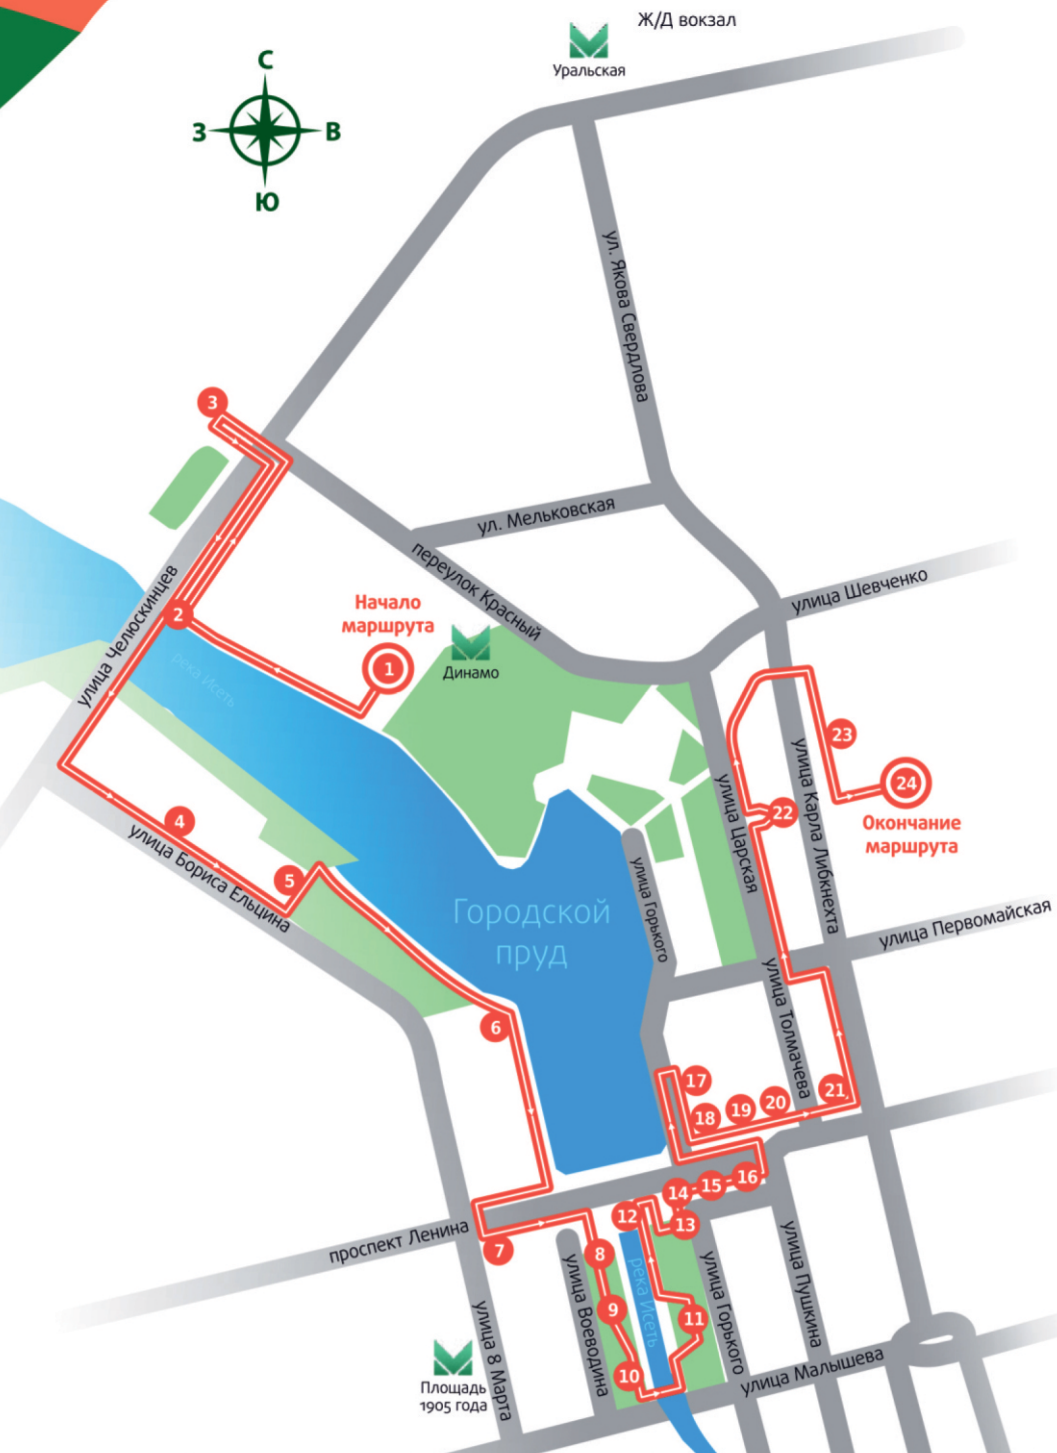 Ж/Д вокзал
Уральская
С
З
В
Ю
ул. Якова Свердлова
3
ул. Мельковская
переулок Красный
улица Челюскинцев
улица Шевченко
2
Начало
маршрута
1
Динамо
река Исеть
23
улица Карла Либкнехта
улица Царская
24
22
Окончание
маршрута
4
улица Бориса Ельцина
5
улица Горького
Городской
пруд
улица Первомайская
улица Толмачева
6
17
18
19
20
21
16
15
14
13
12
проспект Ленина
7
8
улица Воеводина
река Исеть
улица Горького
улица Пушкина
9
11
10
улица 8 Марта
Площадь
1905 года
улица Малышева